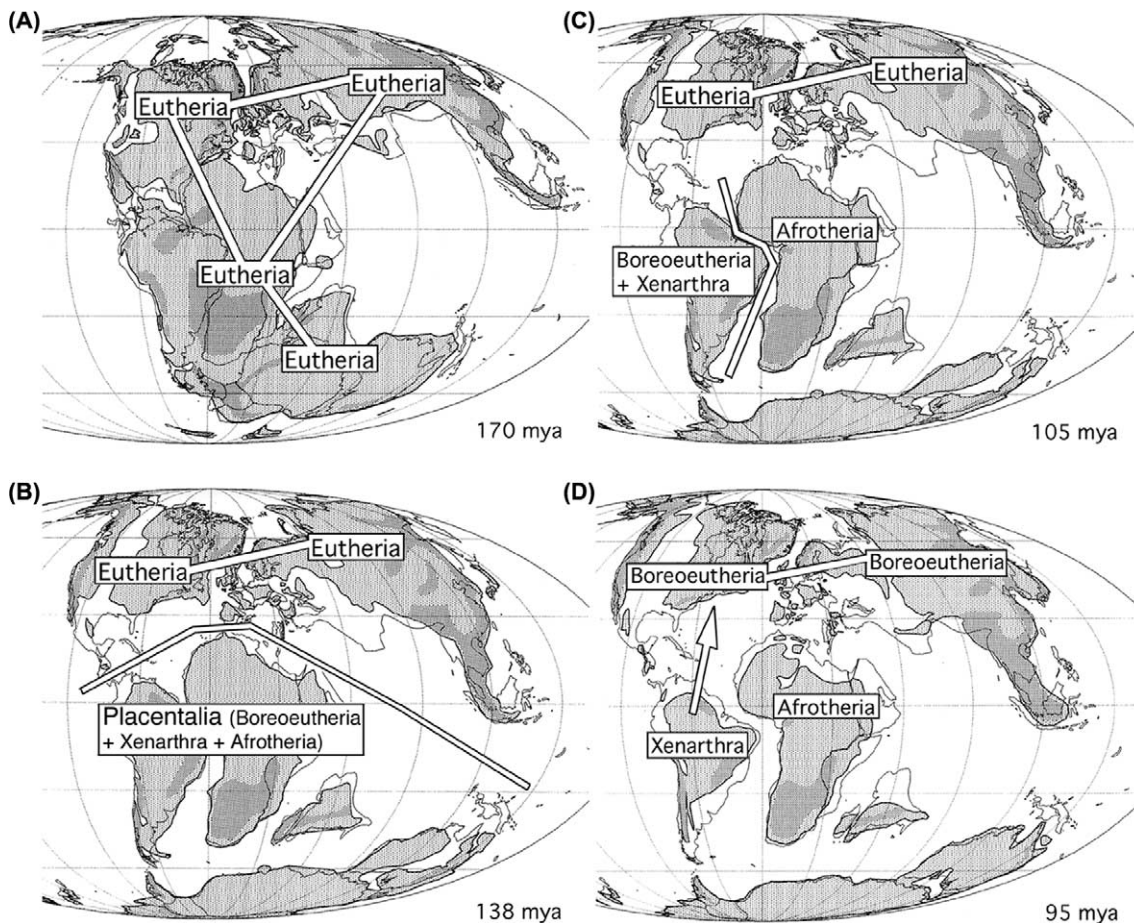 (A)
Eutheria
Eutheria
Eutheria
Eutheria
170 mya
(B)
Eutheria
Eutheria
Placentalia (Boreoeutheria
+ Xenarthra + Afrotheria)
138 mya
(C)
Eutheria
Eutheria
Afrotheria
Boreoeutheria
+ Xenarthra
105 mya
(D)
Boreoeutheria
Boreoeutheria
Afrotheria
Xenarthra
95 mya